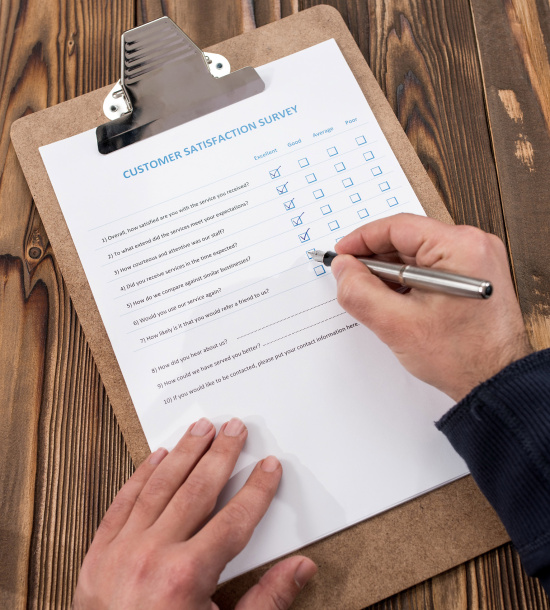 CUSTOMER SATISFACTION SURVEY
Excellent Good Average Poor
1) Overall, how satisfied are you with the service you received?
2) To what extend did the services meet your expectations?
3) How courteous and attentive was our staff?
4) Did you receive services in the time expected?
5) How do we compare against similar businesses?
6) Would you use our service again?
7) How likely is it that you would refer a friend to us?
8) How did you hear about us?
9) How could we have served you better?
10) If you would like to be contacted, please put your contact information here.